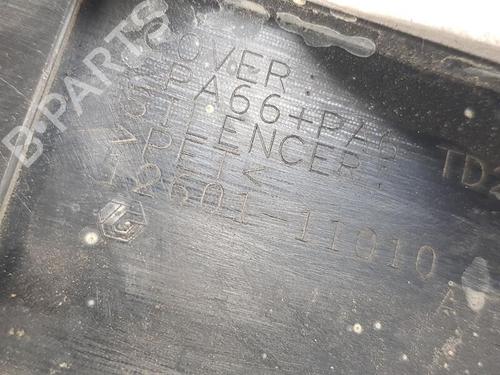 COVER:
>PA66+PA6 TD
SILENCER:
>PET<
12601-11010
A
B-PARTS